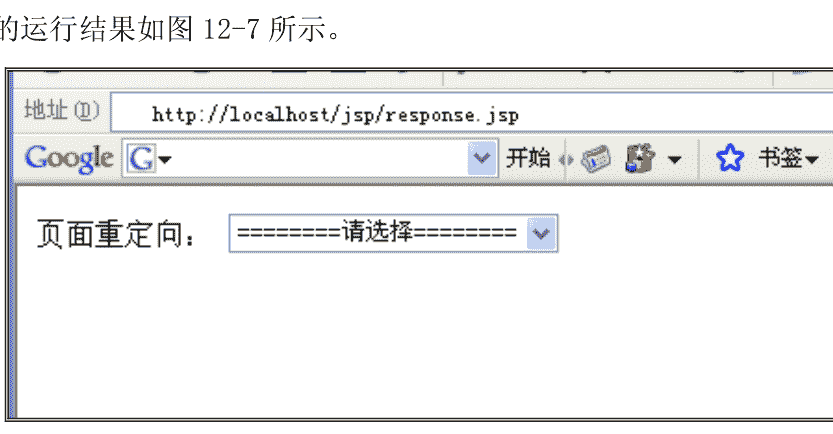 的运行结果如图 12-7 所示。
地址(D) http://localhost/jsp/response.jsp
Google G 开始 书签
页面重定向： ========请选择========